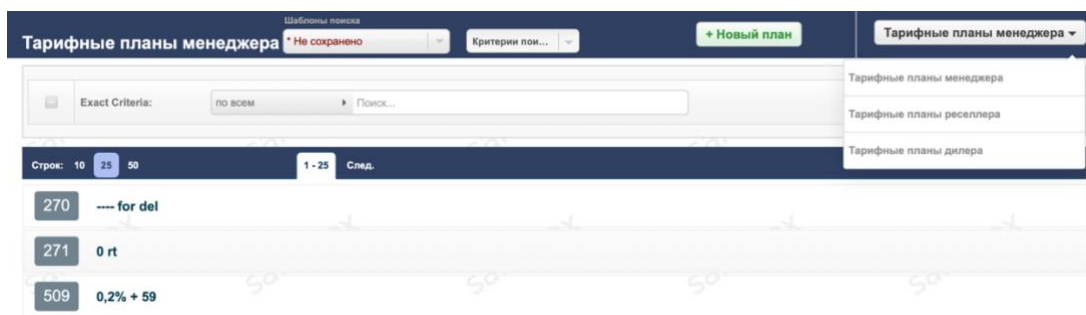 Шаблоны поиска
Тарифные планы менеджера * Не сохранено Критерии пои... + Новый план Тарифные планы менеджера
Тарифные планы менеджера
Exact Criteria: по всем Поиск...
Тарифные планы реселлера
Тарифные планы дилера
Строк: 10 25 50 1 - 25 След.
270 ---- for del
271 0 rt
509 0,2% + 59